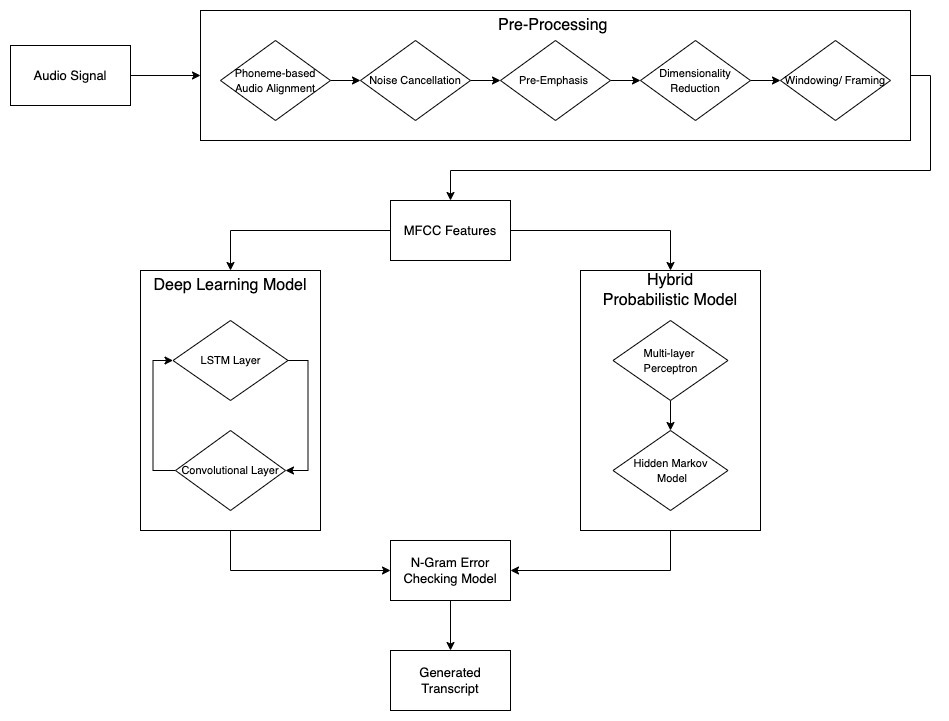 Pre-Processing
Audio Signal
Phoneme-based
Audio Alignment
Noise Cancellation
Pre-Emphasis
Dimensionality
Reduction
Windowing/ Framing
MFCC Features
Deep Learning Model
LSTM Layer
Convolutional Layer
Hybrid
Probabilistic Model
Multi-layer
Perceptron
Hidden Markov
Model
N-Gram Error
Checking Model
Generated
Transcript